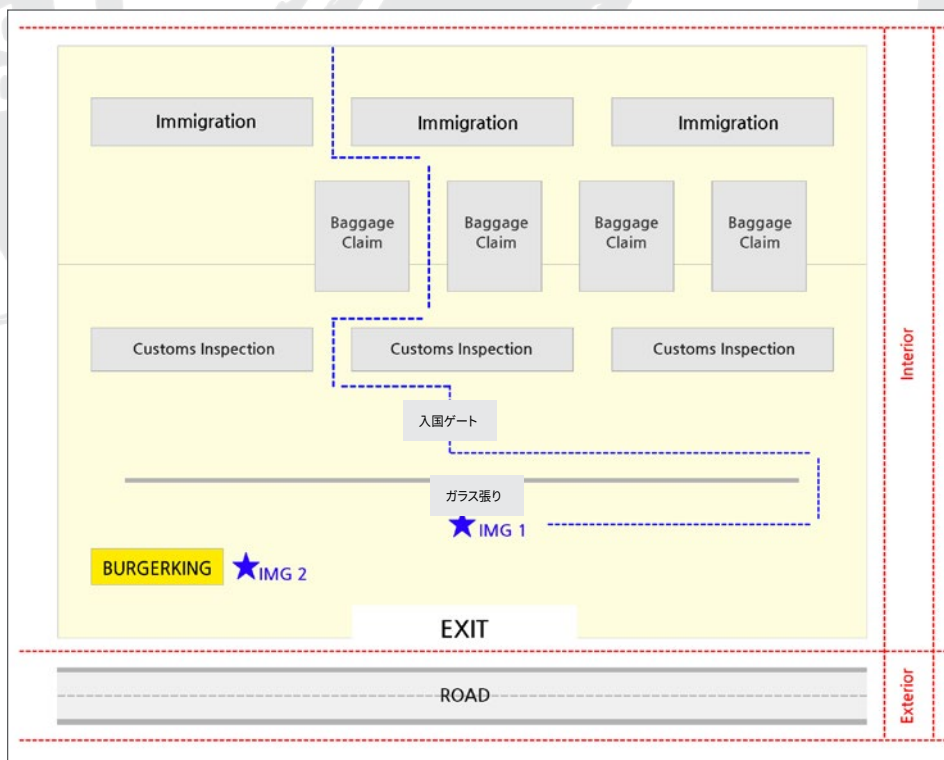 Immigration
Immigration
Immigration
Baggage
Claim
Baggage
Claim
Baggage
Claim
Baggage
Claim
Customs Inspection
Customs Inspection
Customs Inspection
入国ゲート
ガラス張り
IMG 1
BURGERKING
IMG 2
EXIT
ROAD
Interior
Exterior